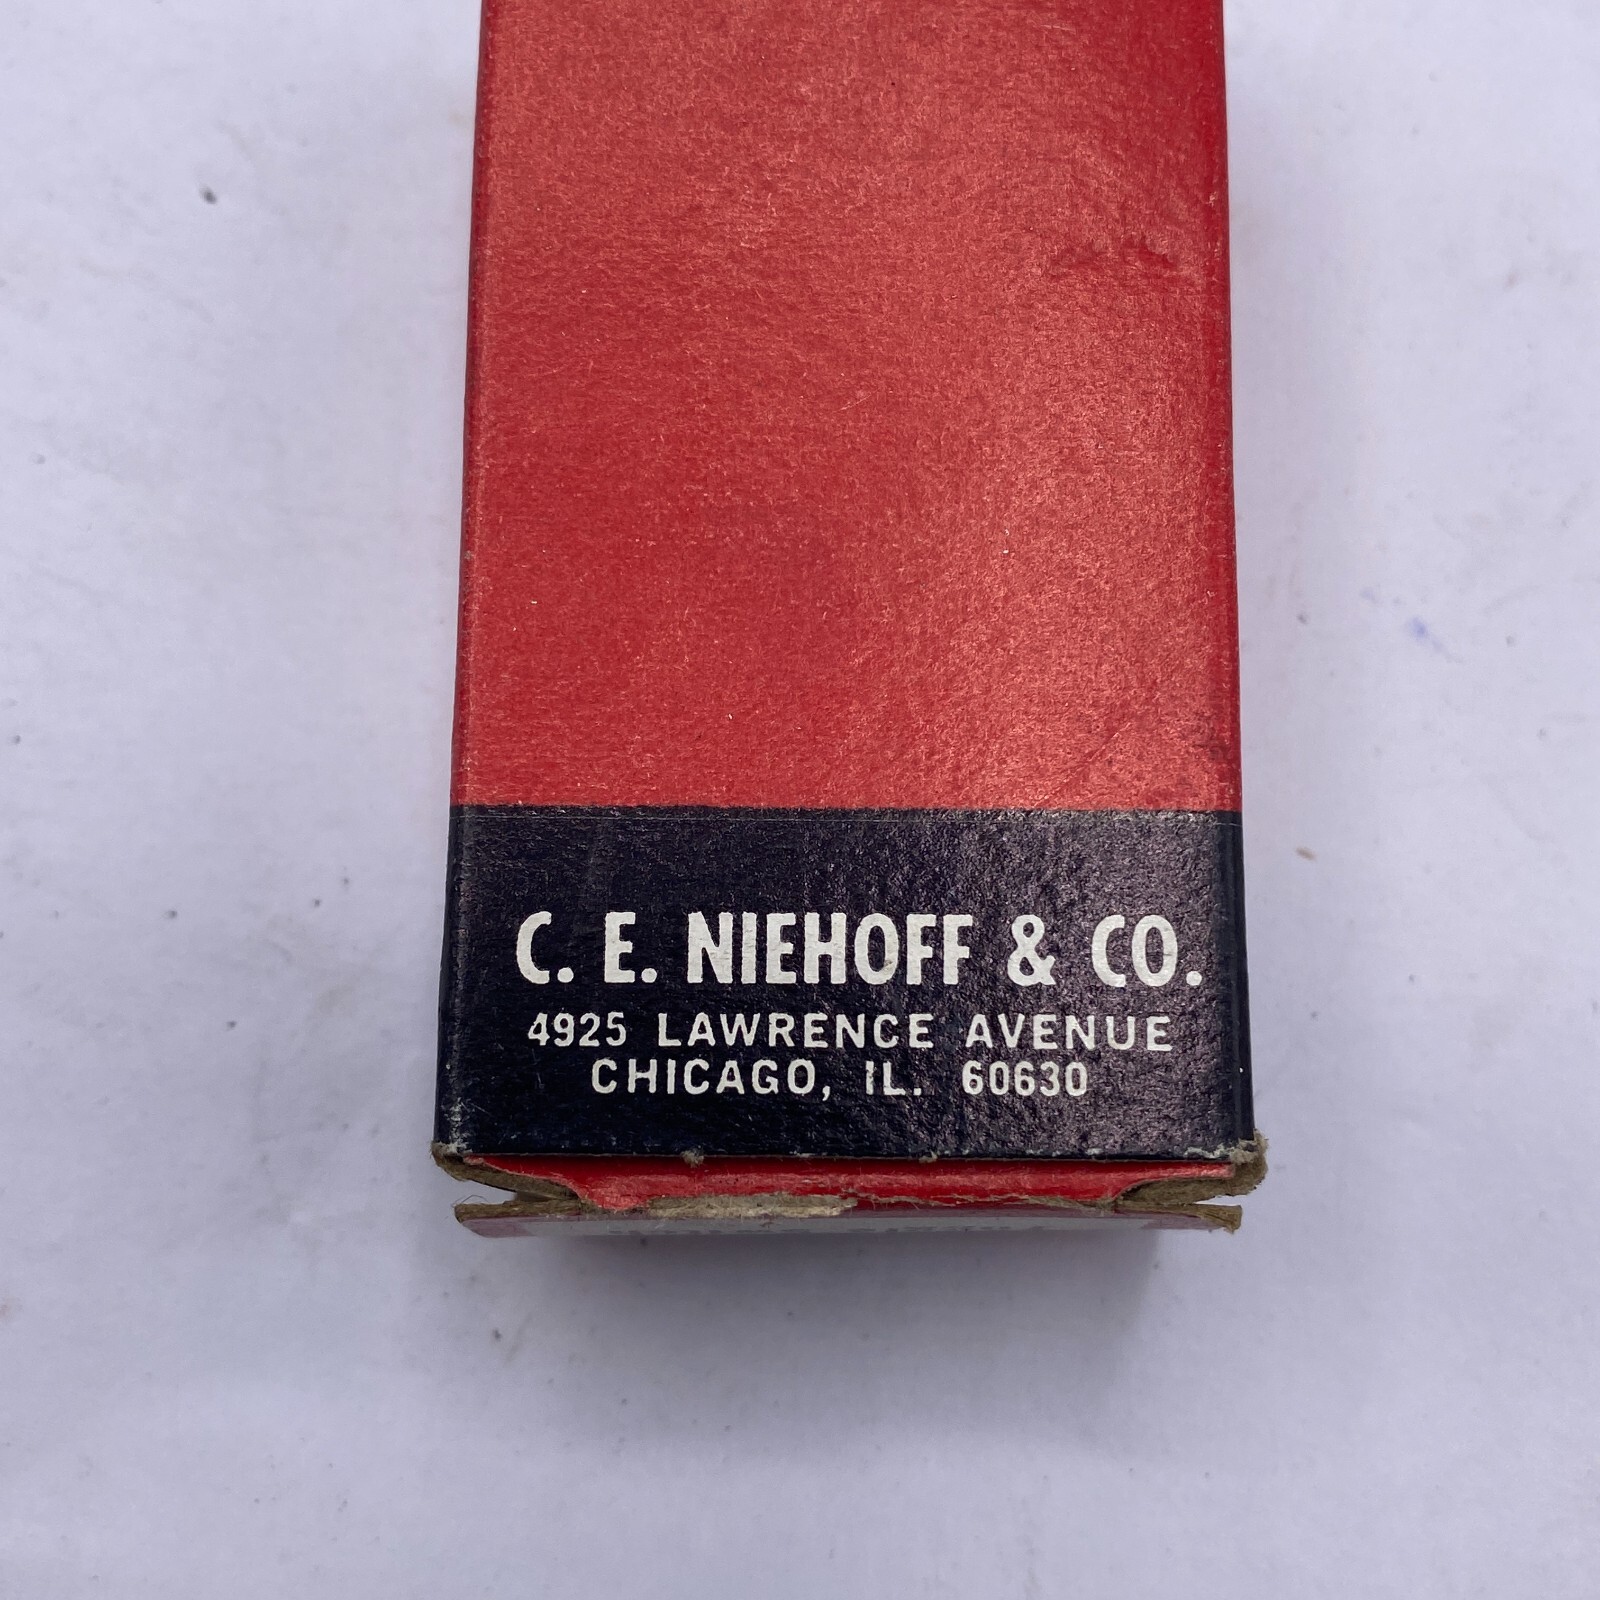 C. E. NIEHOFF & CO.
4925 LAWRENCE AVENUE
CHICAGO, IL. 60630